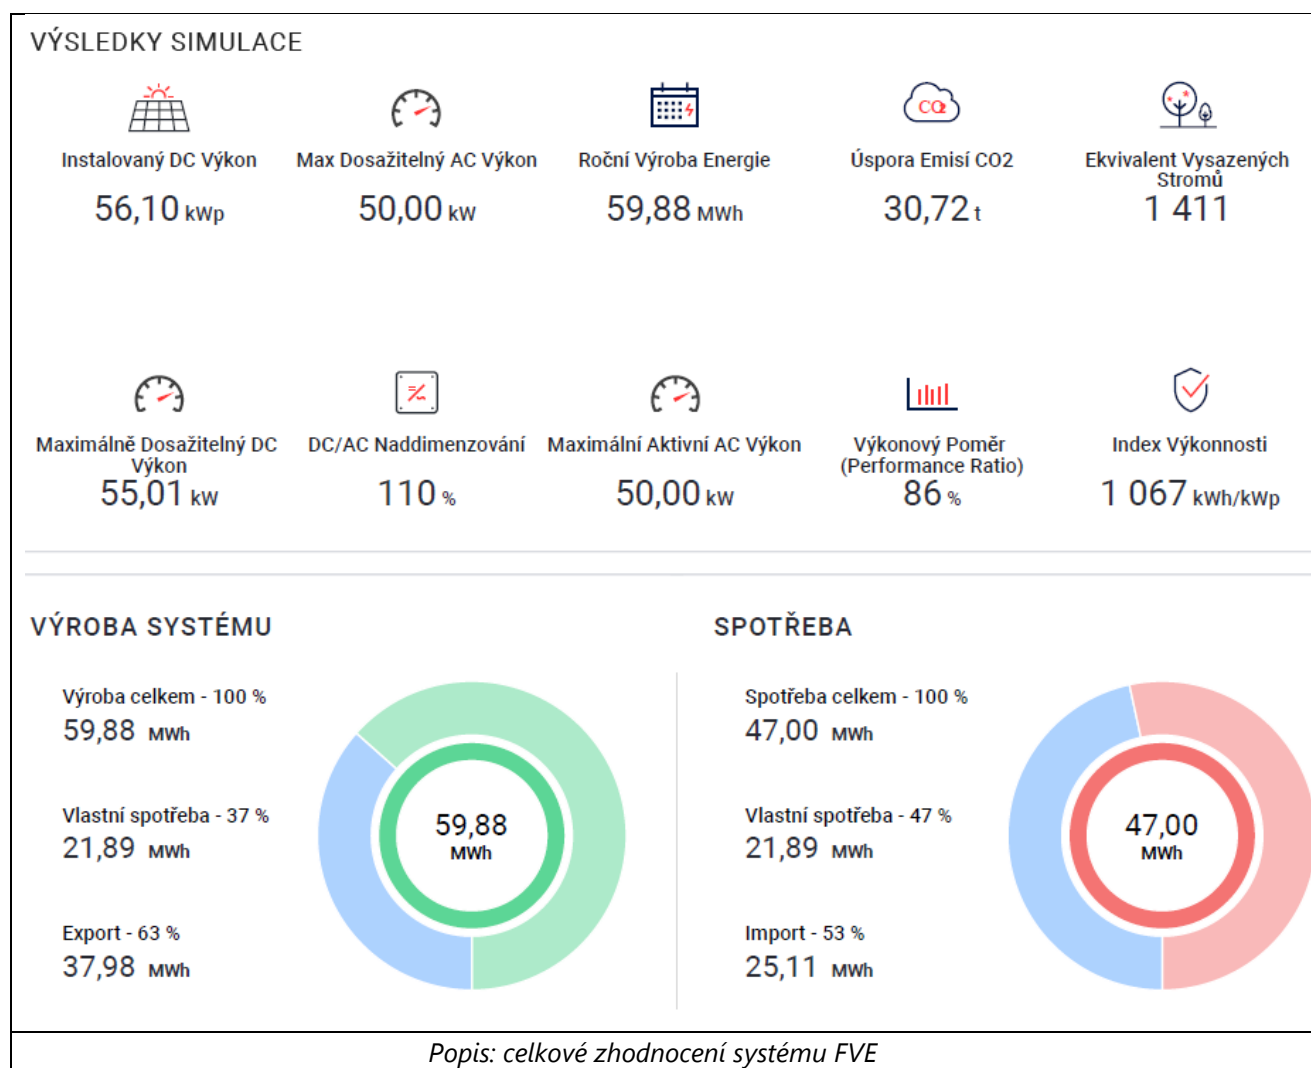 VÝSLEDKY SIMULACE
Instalovaný DC Výkon
56,10 kWp
Max Dosažitelný AC Výkon
50,00 kW
Roční Výroba Energie
59,88 MWh
CO2
Úspora Emisí CO2
30,72 t
Ekvivalent Vysazených
Stromů
1 411
Maximálně Dosažitelný DC
Výkon
55,01 kW
DC/AC Naddimenzování
110 %
Maximální Aktivní AC Výkon
50,00 kW
Výkonový Poměr
(Performance Ratio)
86 %
Index Výkonnosti
1 067 kWh/kWp
VÝROBA SYSTÉMU
Výroba celkem - 100 %
59,88 MWh
Vlastní spotřeba - 37 %
21,89 MWh
Export - 63 %
37,98 MWh
59,88
MWh
SPOTŘEBA
Spotřeba celkem - 100 %
47,00 MWh
Vlastní spotřeba - 47 %
21,89 MWh
Import - 53 %
25,11 MWh
47,00
MWh
Popis: celkové zhodnocení systému FVE